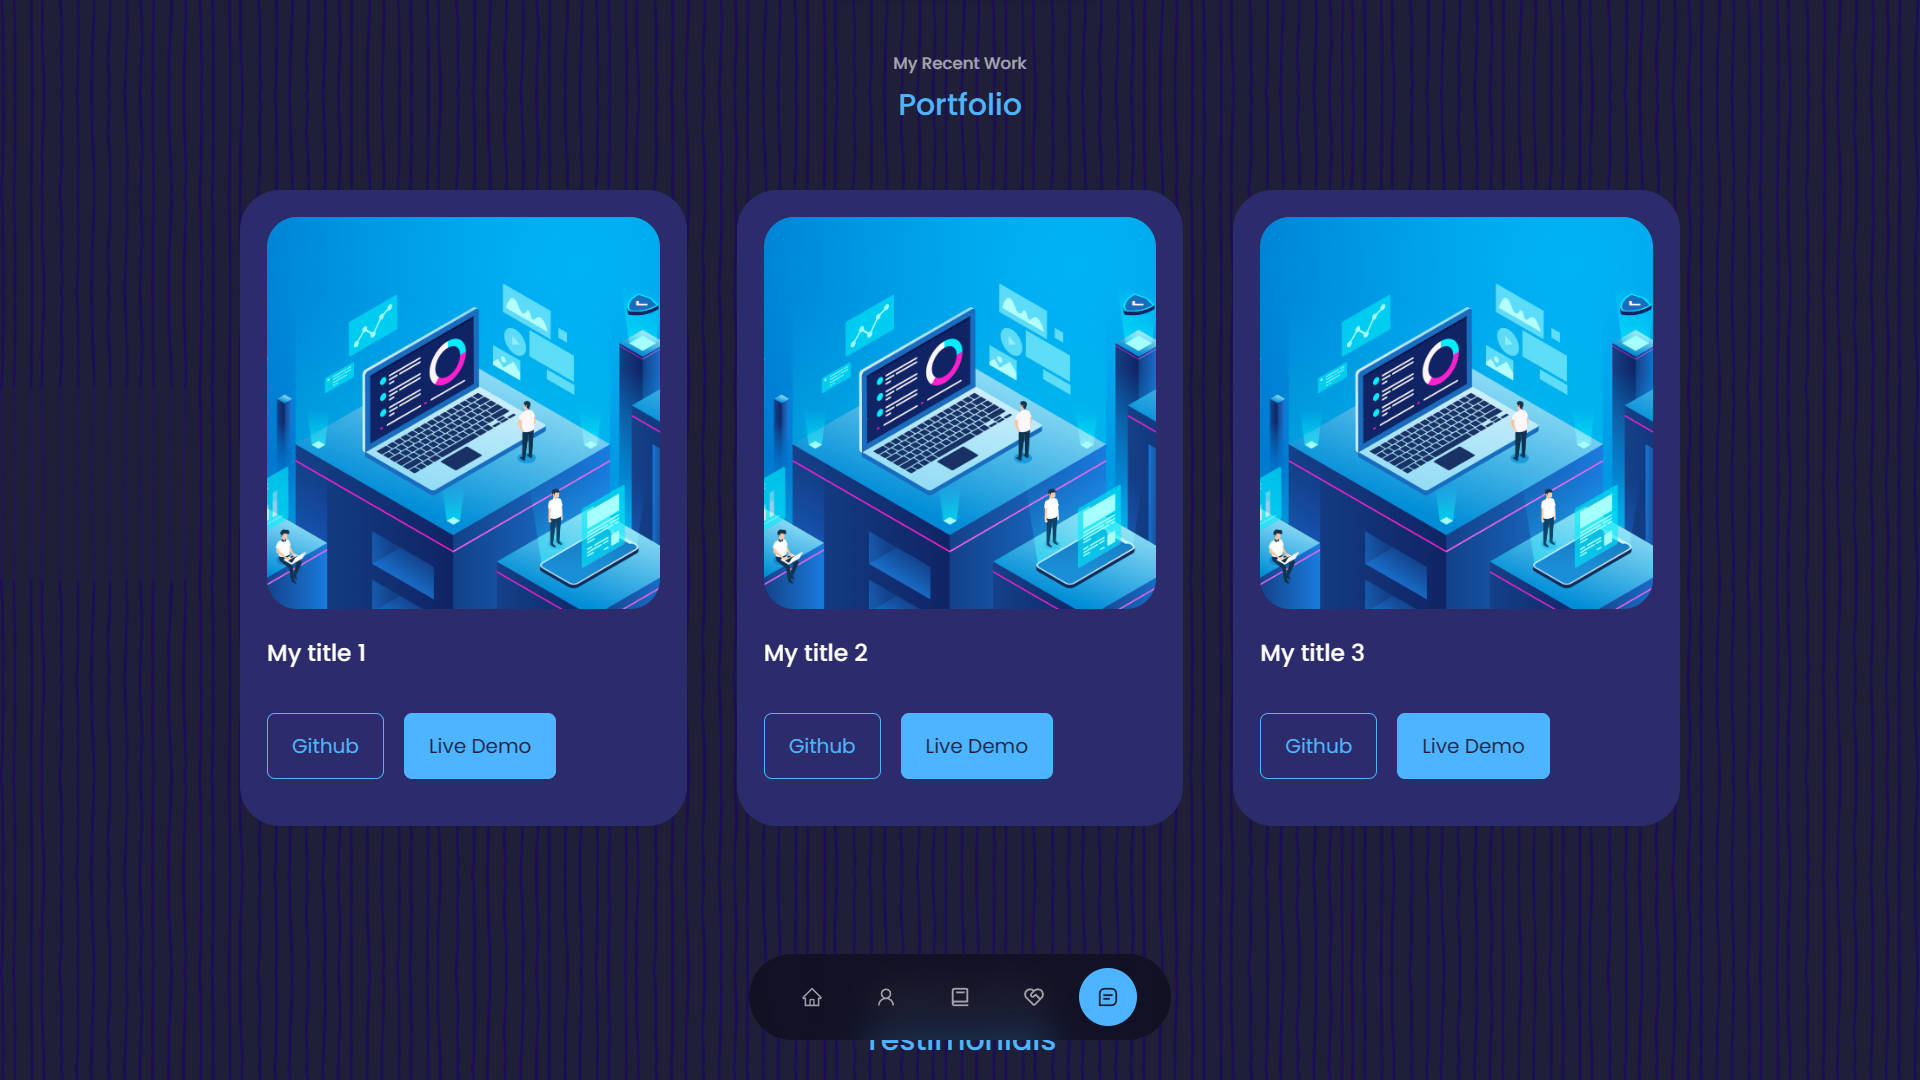 My Recent Work
Portfolio
My title 1
My title 2
My title 3
Github
Live Demo
Github
Live Demo
Github
Live Demo
Testimonials